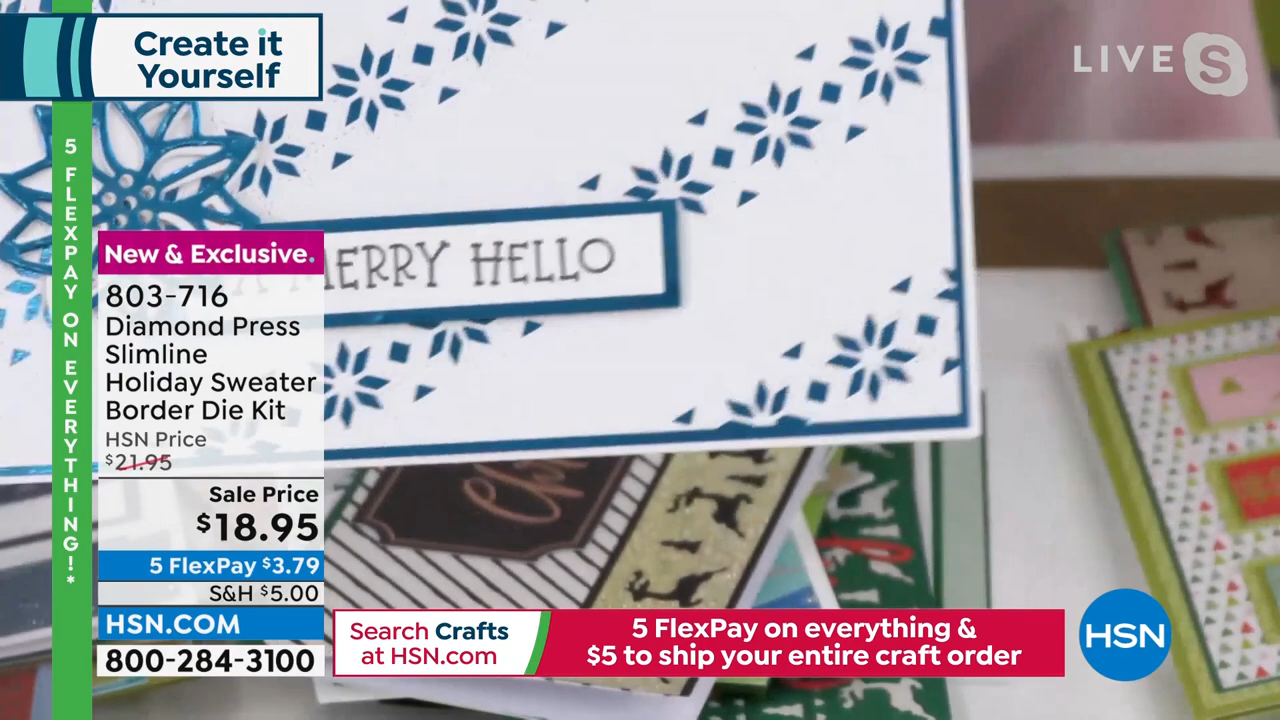 Create it
Yourself
LIVE S
5 FLEXPAY ON EVERYTHING!*
New & Exclusive.
803-716
Diamond Press
Slimline
Holiday Sweater
Border Die Kit
HSN Price
$21.95
Sale Price
$18.95
5 FlexPay $3.79
S&H $5.00
HSN.COM
800-284-3100
A MERRY HELLO
Search Crafts
at HSN.com
5 FlexPay on everything &
$5 to ship your entire craft order
HSN